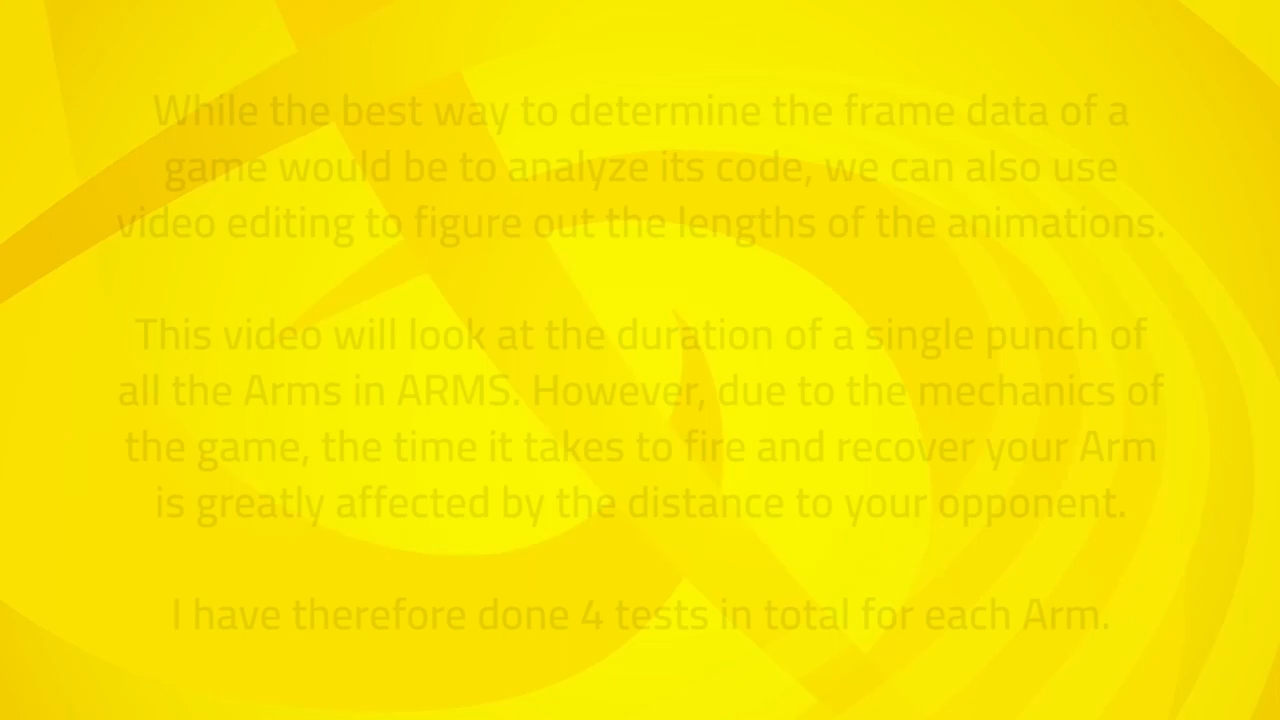 While the best way to determine the frame data of a
game would be to analyze its code, we can also use
video editing to figure out the lengths of the animations.
This video will look at the duration of a single punch of
all the Arms in ARMS. However, due to the mechanics of
the game, the time it takes to fire and recover your Arm
is greatly affected by the distance to your opponent.
I have therefore done 4 tests in total for each Arm.